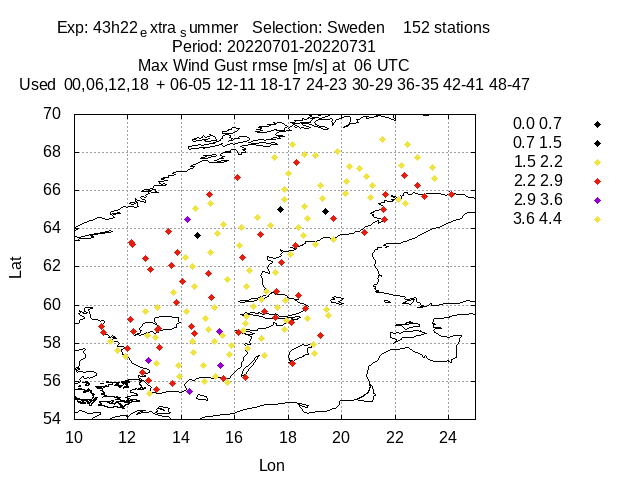 Exp: 43h22 e xtra s ummer Selection: Sweden 152 stations
Period: 20220701-20220731
Max Wind Gust rmse [m/s] at 06 UTC
Used 00,06,12,18 + 06-05 12-11 18-17 24-23 30-29 36-35 42-41 48-47
70
68
66
64
62
60
58
56
54
10 12 14 16 18 20 22 24
Lat
Lon
0.0 0.7
0.7 1.5
1.5 2.2
2.2 2.9
2.9 3.6
3.6 4.4